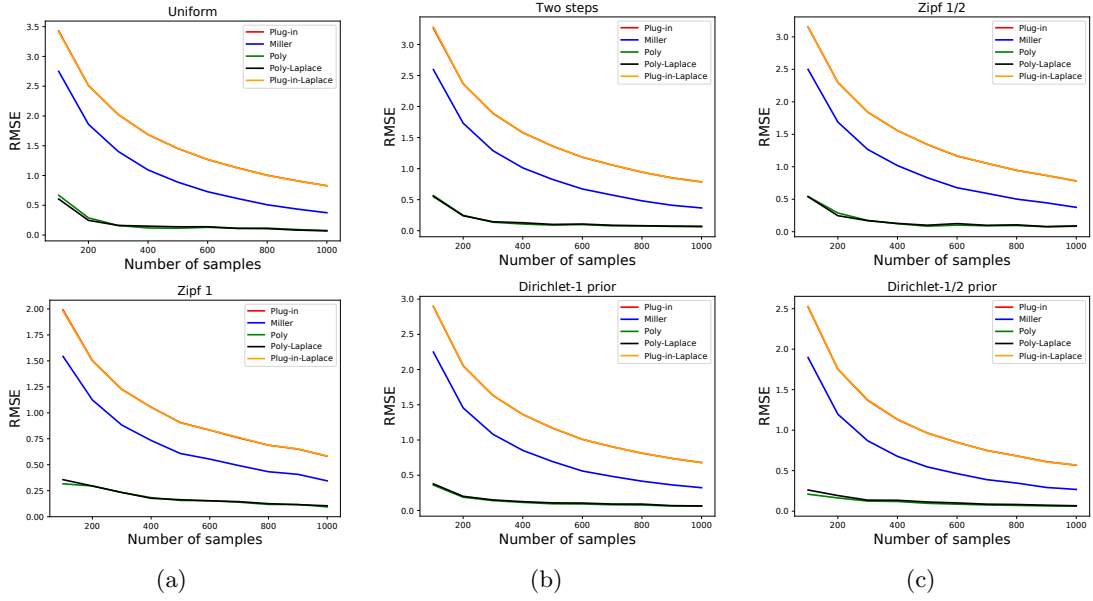 Uniform
RMSE
3.5
3.0
2.5
2.0
1.5
1.0
0.5
0.0
Plug-in
Miller
Poly
Poly-Laplace
Plug-in-Laplace
200 400 600 800 1000
Number of samples
Two steps
RMSE
3.0
2.5
2.0
1.5
1.0
0.5
0.0
Plug-in
Miller
Poly
Poly-Laplace
Plug-in-Laplace
200 400 600 800 1000
Number of samples
Zipf 1/2
RMSE
3.0
2.5
2.0
1.5
1.0
0.5
0.0
Plug-in
Miller
Poly
Poly-Laplace
Plug-in-Laplace
200 400 600 800 1000
Number of samples
Zipf 1
RMSE
2.00
1.75
1.50
1.25
1.00
0.75
0.50
0.25
0.00
Plug-in
Miller
Poly
Poly-Laplace
Plug-in-Laplace
200 400 600 800 1000
Number of samples
Dirichlet-1 prior
RMSE
3.0
2.5
2.0
1.5
1.0
0.5
0.0
Plug-in
Miller
Poly
Poly-Laplace
Plug-in-Laplace
200 400 600 800 1000
Number of samples
Dirichlet-1/2 prior
RMSE
2.5
2.0
1.5
1.0
0.5
0.0
Plug-in
Miller
Poly
Poly-Laplace
Plug-in-Laplace
200 400 600 800 1000
Number of samples
(a)
(b)
(c)